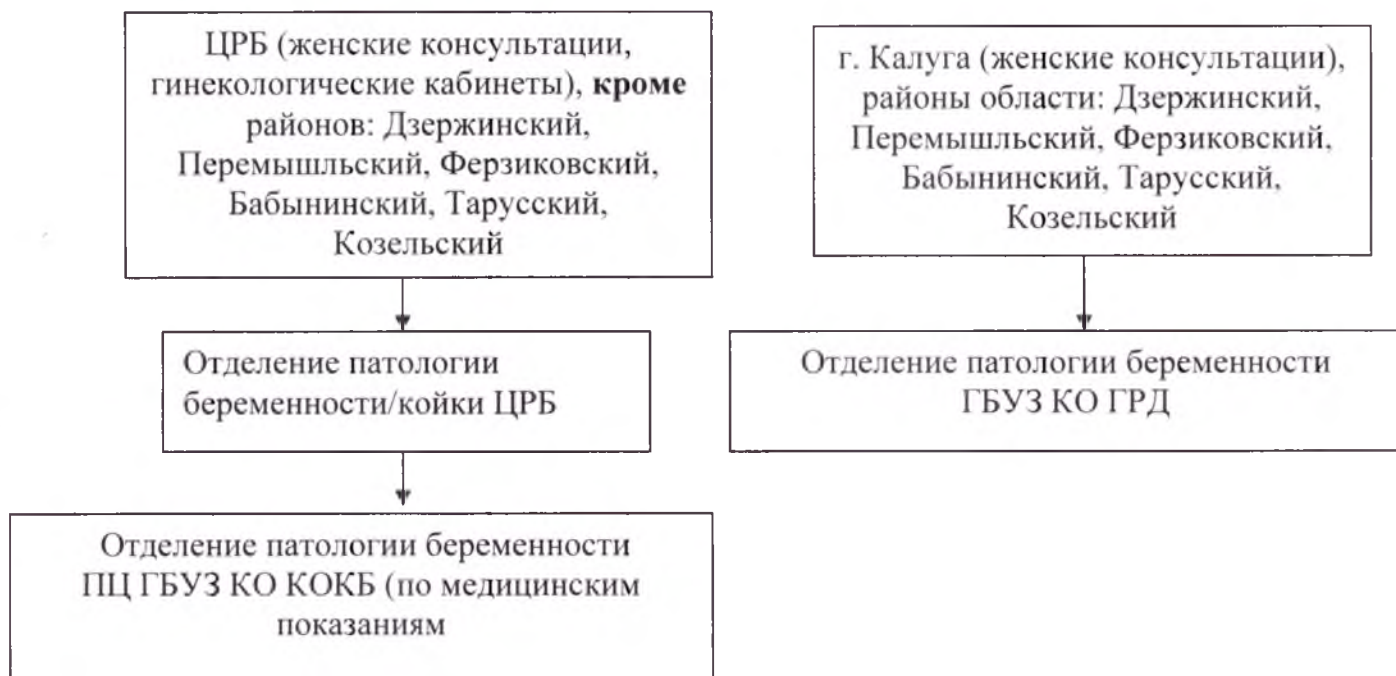 ЦРБ (женские консультации,
гинекологические кабинеты), кроме
районов: Дзержинский,
Перемышльский, Ферзиковский,
Бабынинский, Тарусский,
Козельский
г. Калуга (женские консультации),
районы области: Дзержинский,
Перемышльский, Ферзиковский,
Бабынинский, Тарусский,
Козельский
Отделение патологии
беременности/койки ЦРБ
Отделение патологии беременности
ГБУЗ КО ГРД
Отделение патологии беременности
ПЦ ГБУЗ КО КОКБ (по медицинским
показаниям